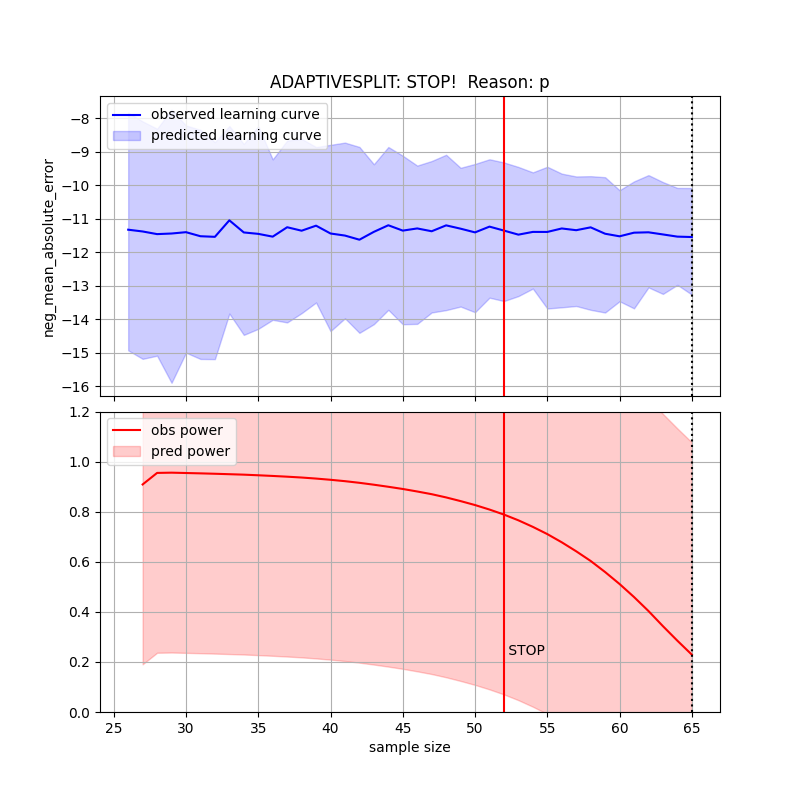 ADAPTIVESPLIT: STOP!  Reason: p
observed learning curve
predicted learning curve
neg_mean_absolute_error
−8
−9
−10
−11
−12
−13
−14
−15
−16
obs power
pred power
1.2
1.0
0.8
0.6
0.4
0.2
0.0
STOP
25 30 35 40 45 50 55 60 65
sample size